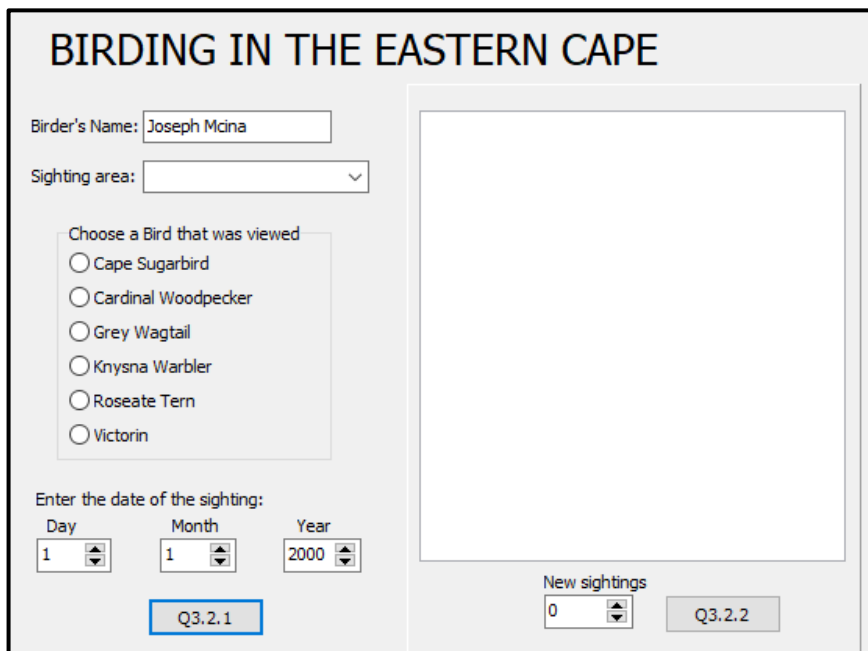 BIRDING IN THE EASTERN CAPE
Birder's Name: Joseph Mcina
Sighting area:
Choose a Bird that was viewed
Cape Sugarbird
Cardinal Woodpecker
Grey Wagtail
Knysna Warbler
Roseate Tern
Victorin
Enter the date of the sighting:
Day Month Year
1 1 2000
Q3.2.1
New sightings
0 Q3.2.2